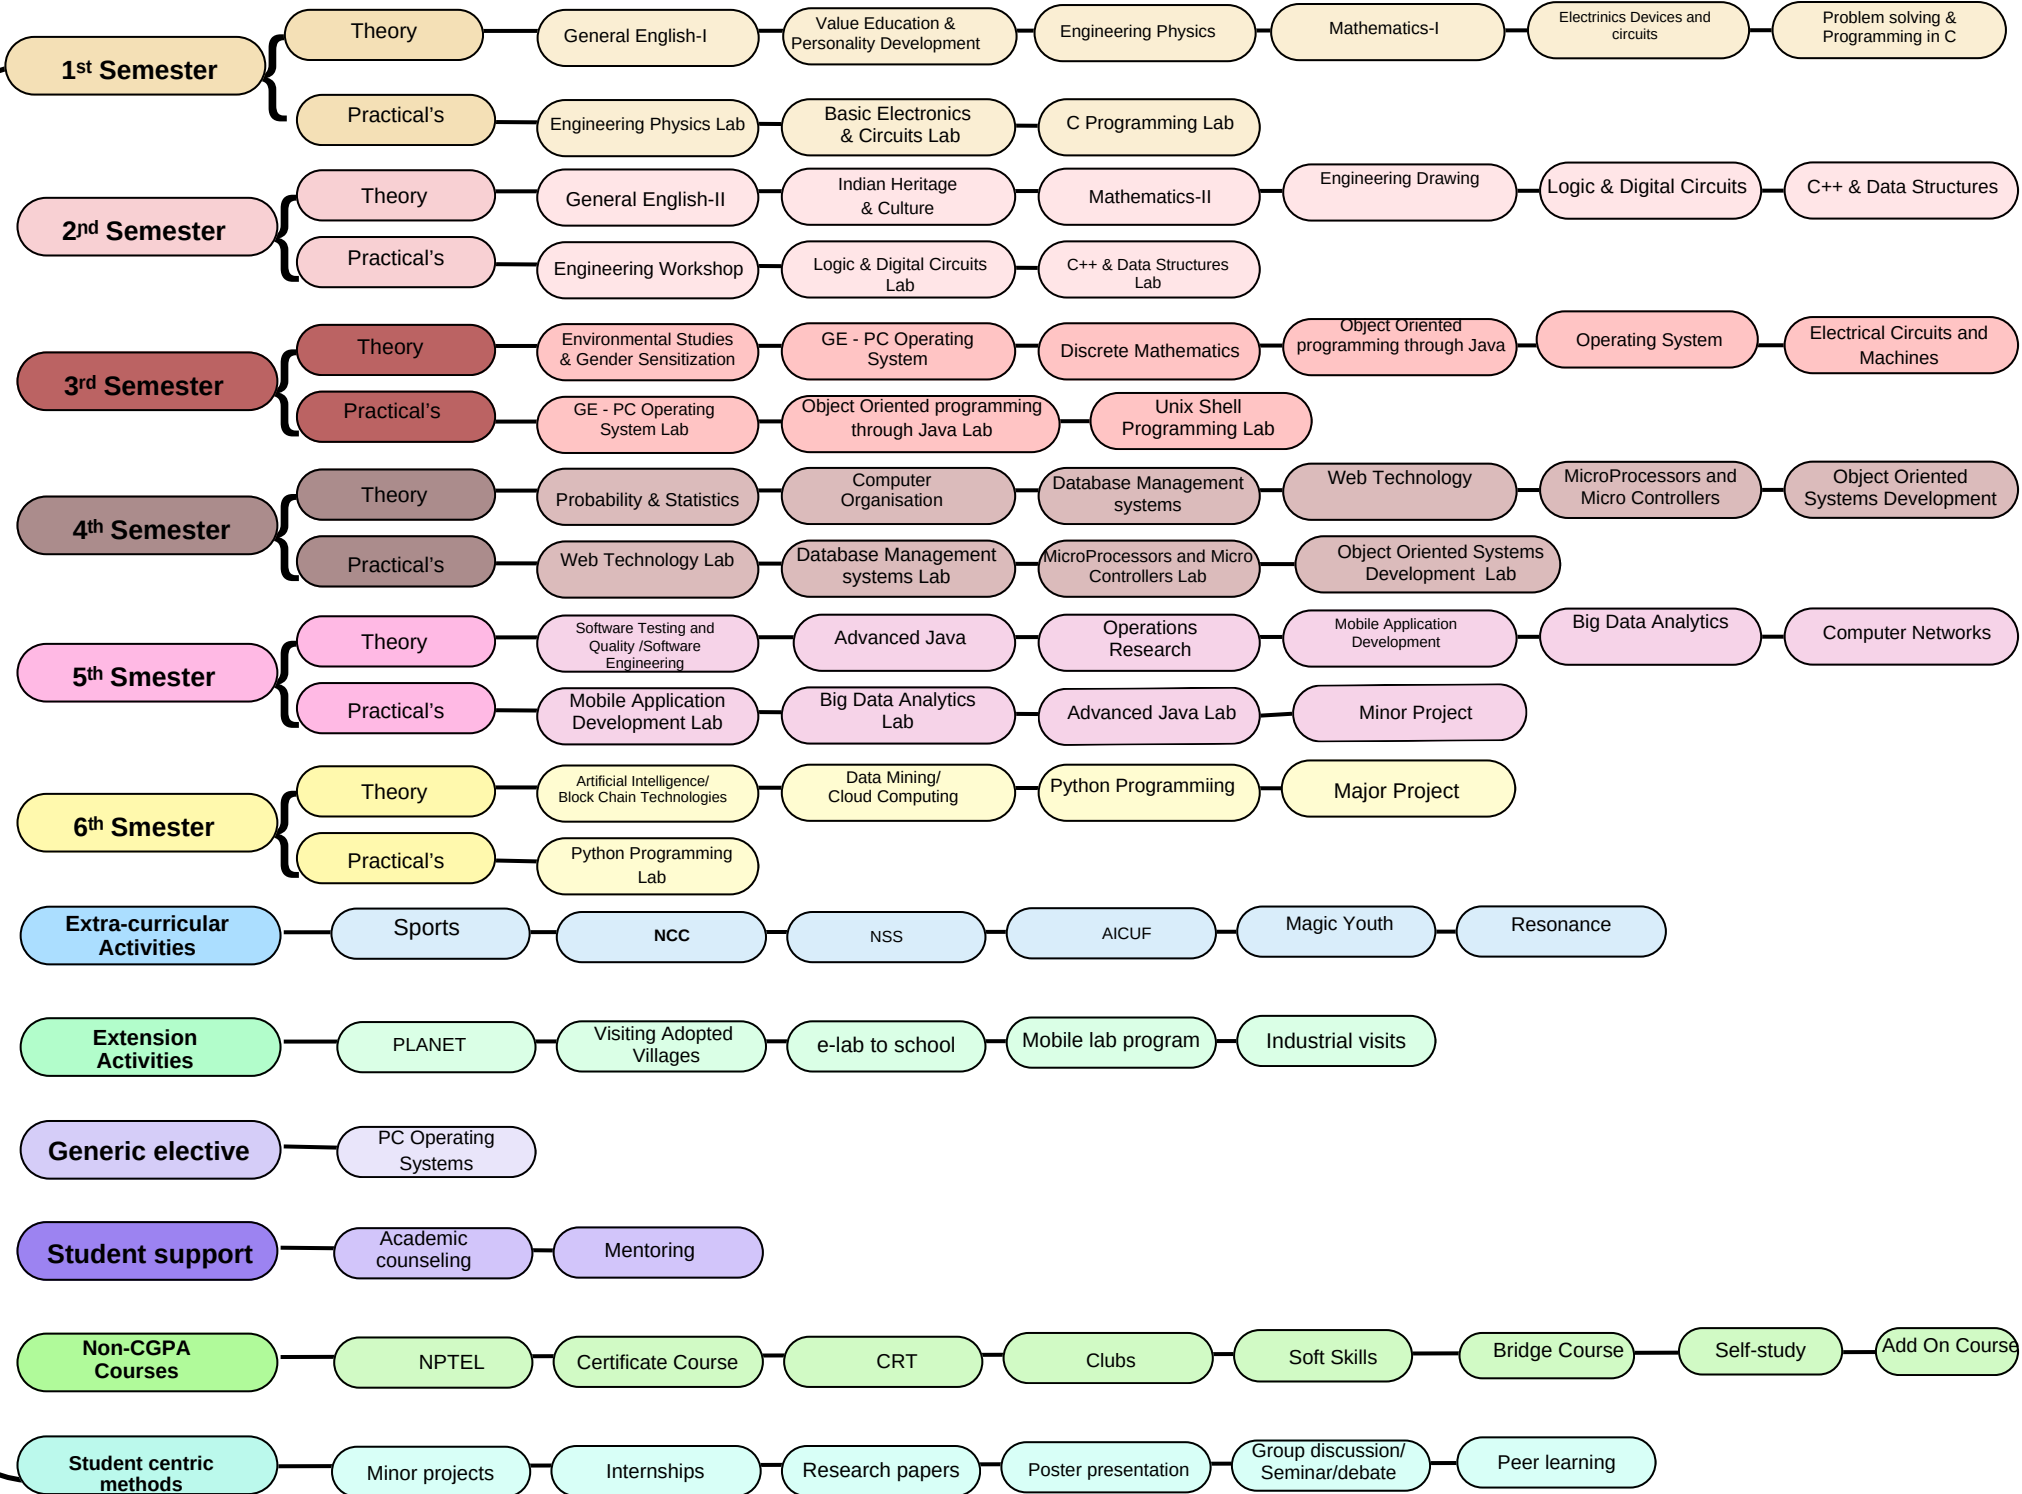 1st Semester
Theory
General English-I
Value Education &
Personality Development
Engineering Physics
Mathematics-I
Electrinics Devices and
circuits
Problem solving &
Programming in C
Practical's
Engineering Physics Lab
Basic Electronics
& Circuits Lab
C Programming Lab
2nd Semester
Theory
General English-II
Indian Heritage
& Culture
Mathematics-II
Engineering Drawing
Logic & Digital Circuits
C++ & Data Structures
Practical's
Engineering Workshop
Logic & Digital Circuits
Lab
C++ & Data Structures
Lab
3rd Semester
Theory
Environmental Studies
& Gender Sensitization
GE - PC Operating
System
Discrete Mathematics
Object Oriented
programming through Java
Operating System
Electrical Circuits and
Machines
Practical's
GE - PC Operating
System Lab
Object Oriented programming
through Java Lab
Unix Shell
Programming Lab
4th Semester
Theory
Probability & Statistics
Computer
Organisation
Database Management
systems
Web Technology
MicroProcessors and
Micro Controllers
Object Oriented
Systems Development
Practical's
Web Technology Lab
Database Management
systems Lab
MicroProcessors and Micro
Controllers Lab
Object Oriented Systems
Development Lab
5th Smester
Theory
Software Testing and
Quality /Software
Engineering
Advanced Java
Operations
Research
Mobile Application
Development
Big Data Analytics
Computer Networks
Practical's
Mobile Application
Development Lab
Big Data Analytics
Lab
Advanced Java Lab
Minor Project
6th Smester
Theory
Artificial Intelligence/
Block Chain Technologies
Data Mining/
Cloud Computing
Python Programmiing
Major Project
Practical's
Python Programming
Lab
Extra-curricular
Activities
Sports
NCC
NSS
AICUF
Magic Youth
Resonance
Extension
Activities
PLANET
Visiting Adopted
Villages
e-lab to school
Mobile lab program
Industrial visits
Generic elective
PC Operating
Systems
Student support
Academic
counseling
Mentoring
Non-CGPA
Courses
NPTEL
Certificate Course
CRT
Clubs
Soft Skills
Bridge Course
Self-study
Add On Course
Student centric
methods
Minor projects
Internships
Research papers
Poster presentation
Group discussion/
Seminar/debate
Peer learning